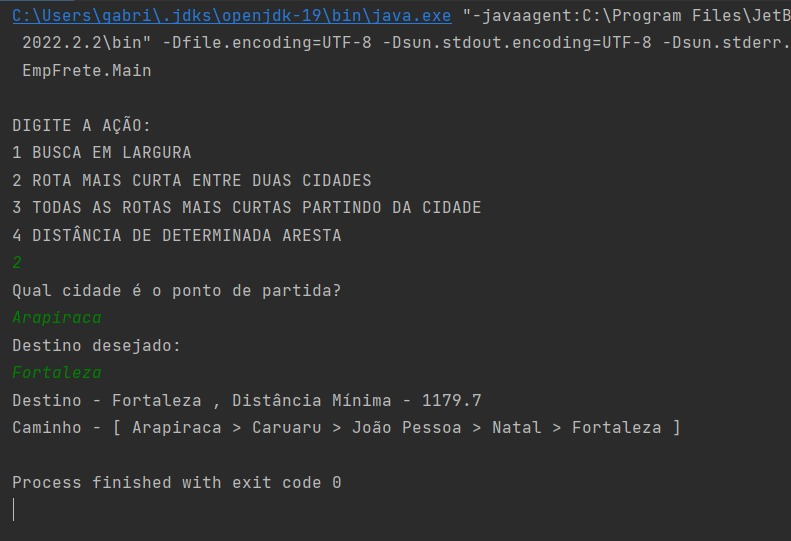 C:\Users\gabri\.jdks\openjdk-19\bin\java.exe "-javaagent:C:\Program Files\JetB
2022.2.2\bin" -Dfile.encoding=UTF-8 -Dsun.stdout.encoding=UTF-8 -Dsun.stderr.
EmpFrete.Main
DIGITE A AÇÃO:
1 BUSCA EM LARGURA
2 ROTA MAIS CURTA ENTRE DUAS CIDADES
3 TODAS AS ROTAS MAIS CURTAS PARTINDO DA CIDADE
4 DISTÂNCIA DE DETERMINADA ARESTA
2
Qual cidade é o ponto de partida?
Arapiraca
Destino desejado:
Fortaleza
Destino - Fortaleza , Distância Mínima - 1179.7
Caminho - [ Arapiraca > Caruaru > João Pessoa > Natal > Fortaleza ]
Process finished with exit code 0